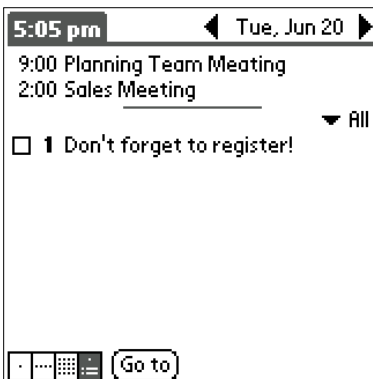 5:05 pm Tue, Jun 20
9:00 Planning Team Meating
2:00 Sales Meeting
All
1 Don't forget to register!
Go to